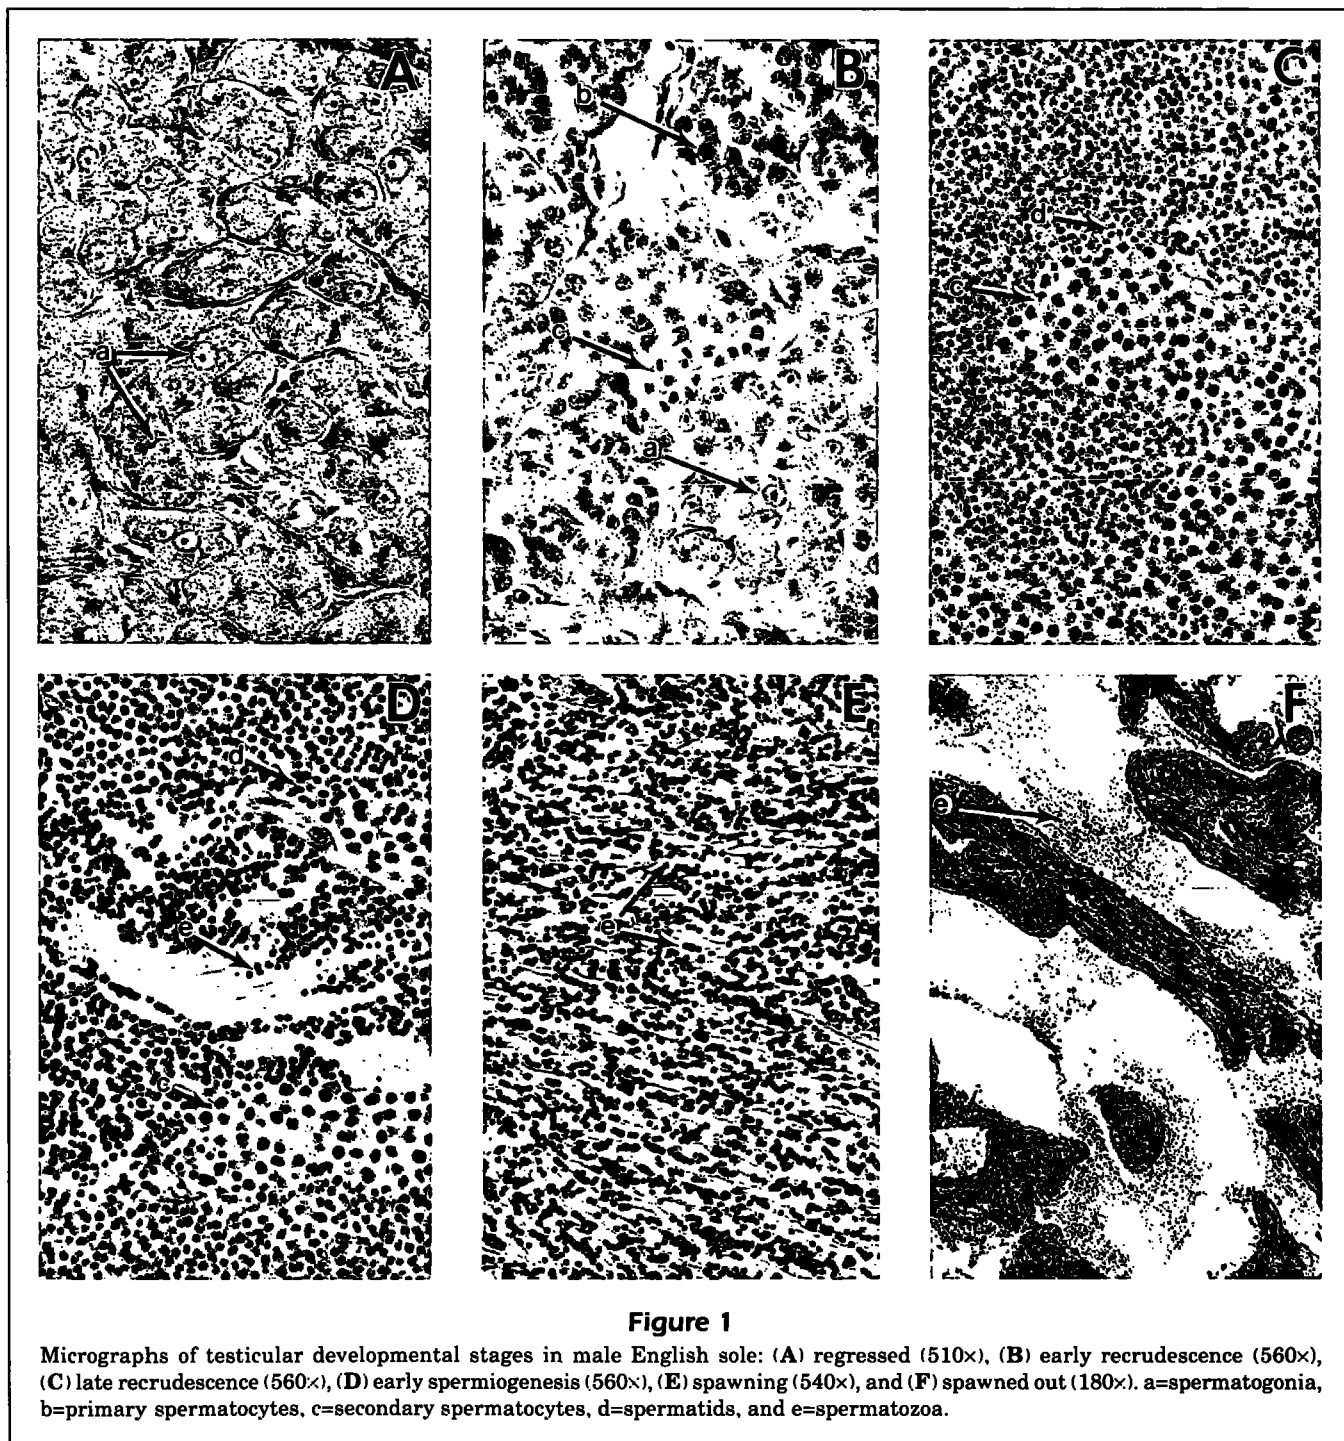 A
a
B
b
c
a
C
d
c
D
d
e
c
E
e
F
e
Figure 1
Micrographs of testicular developmental stages in male English sole: (A) regressed (510×), (B) early recrudescence (560×),
(C) late recrudescence (560×), (D) early spermiogenesis (560×), (E) spawning (540×), and (F) spawned out (180×). a=spermatogonia,
b=primary spermatocytes, c=secondary spermatocytes, d=spermatids, and e=spermatozoa.